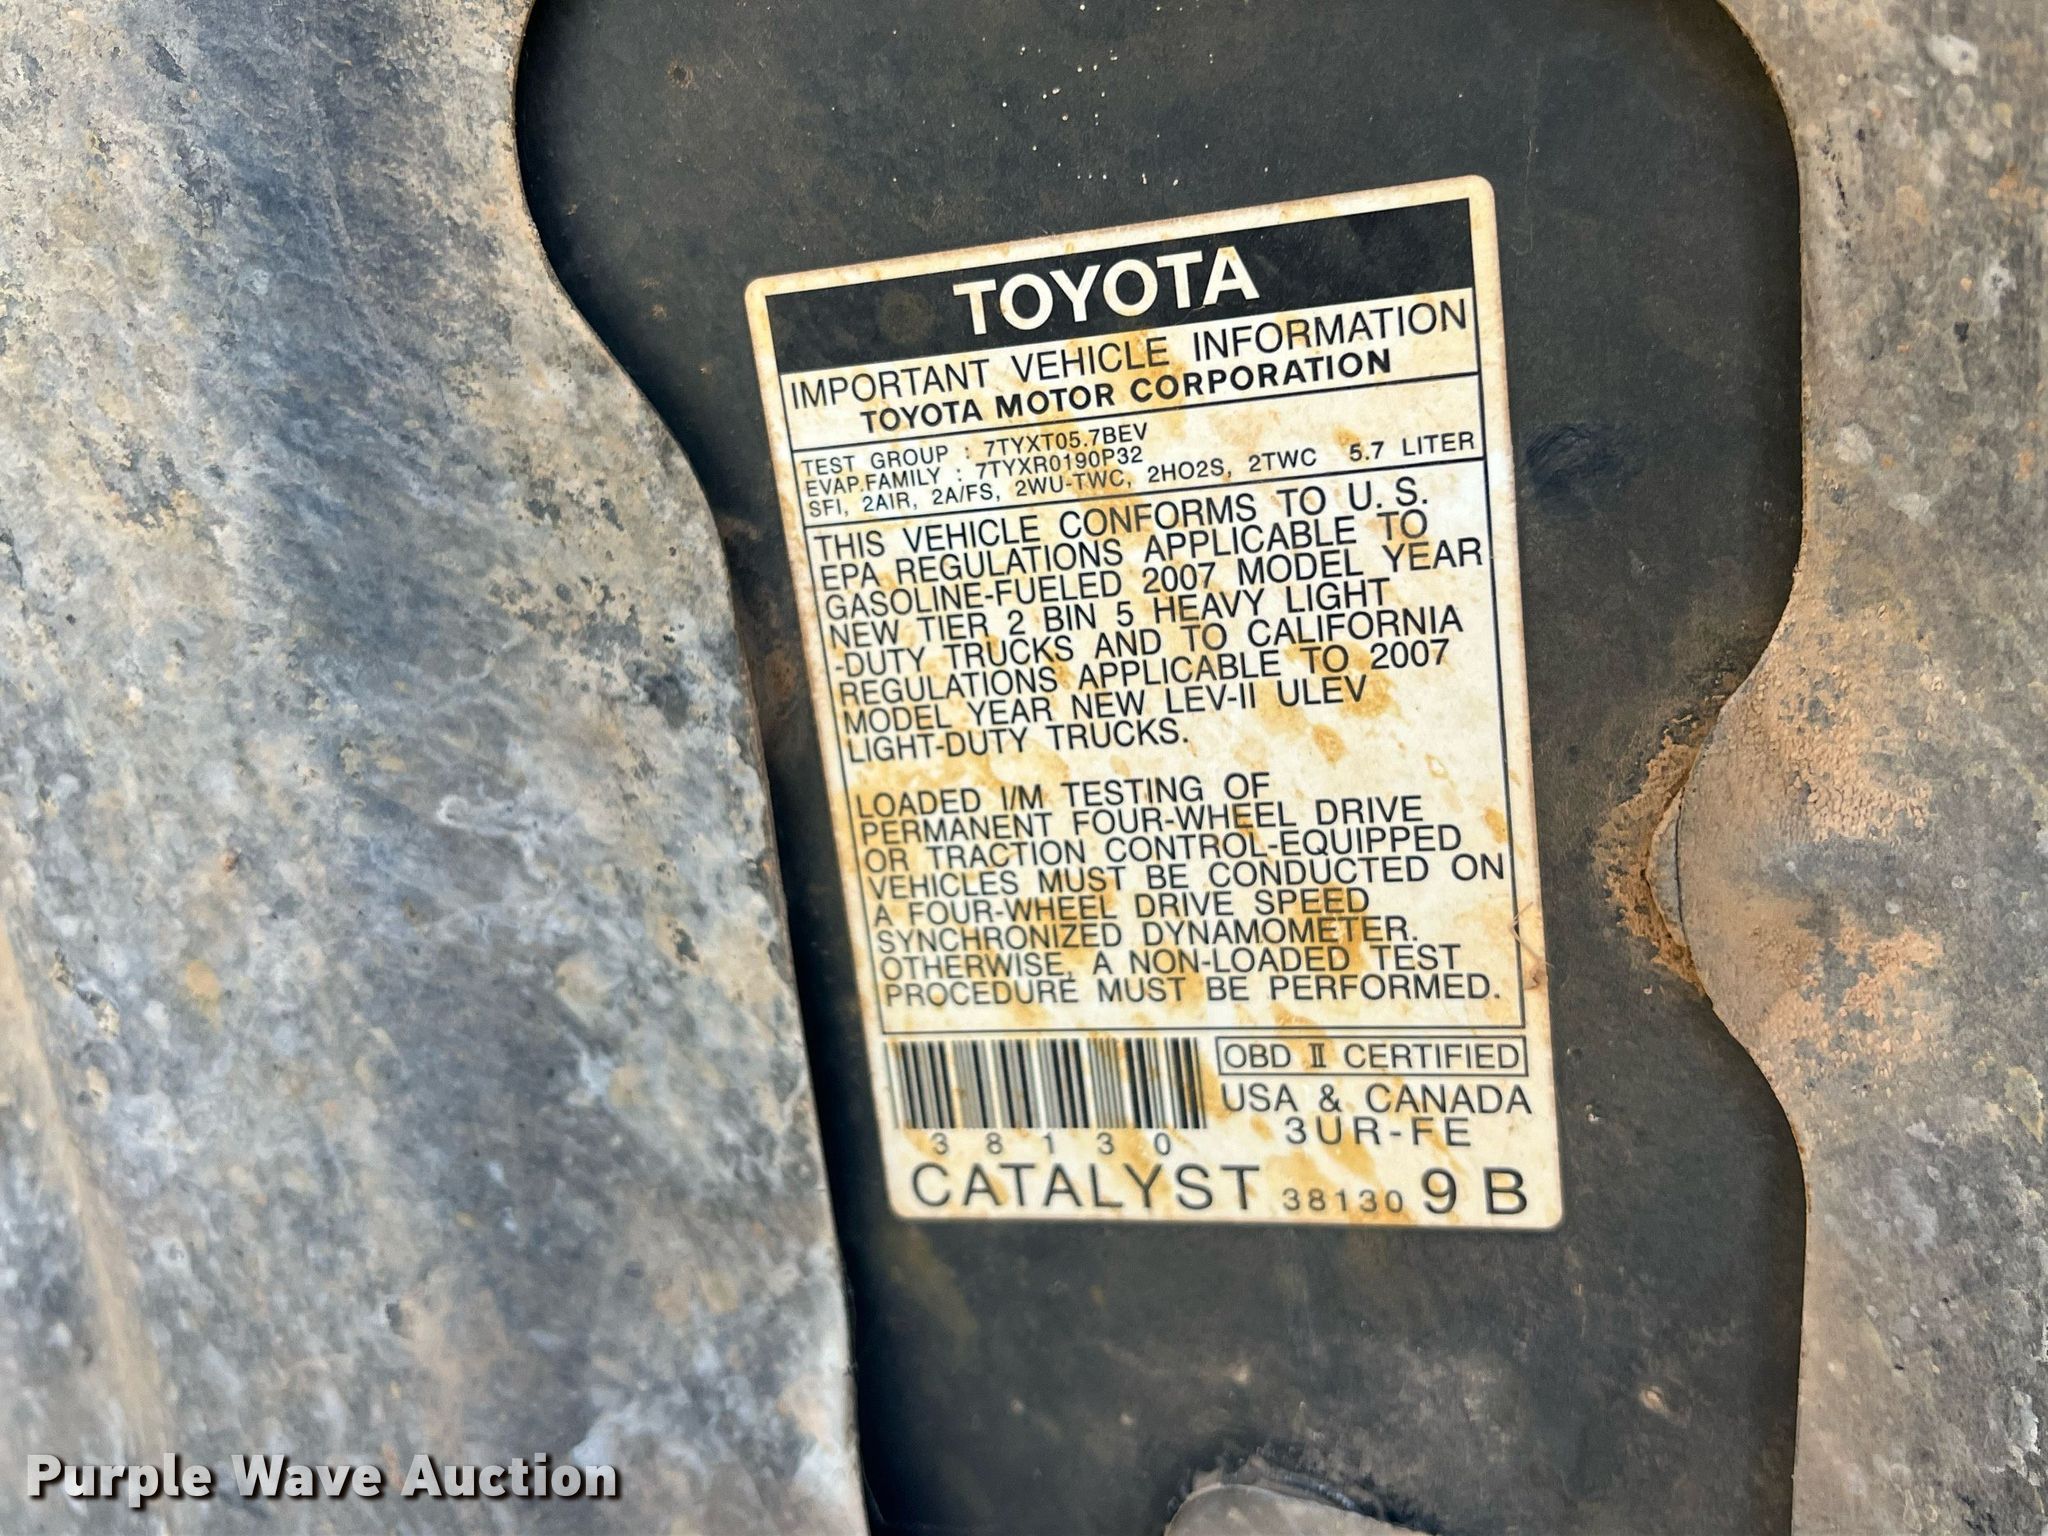 TOYOTA
IMPORTANT VEHICLE INFORMATION
TOYOTA MOTOR CORPORATION
TEST GROUP : 7TYXT05.7BEV
EVAP.FAMILY : 7TYXR0190P32
SFI, 2AIR, 2A/FS, 2WU-TWC, 2HO2S, 2TWC 5.7 LITER
THIS VEHICLE CONFORMS TO U.S.
EPA REGULATIONS APPLICABLE TO
GASOLINE-FUELED 2007 MODEL YEAR
NEW TIER 2 BIN 5 HEAVY LIGHT
-DUTY TRUCKS AND TO CALIFORNIA
REGULATIONS APPLICABLE TO 2007
MODEL YEAR NEW LEV-II ULEV
LIGHT-DUTY TRUCKS.
LOADED I/M TESTING OF
PERMANENT FOUR-WHEEL DRIVE
OR TRACTION CONTROL-EQUIPPED
VEHICLES MUST BE CONDUCTED ON
A FOUR-WHEEL DRIVE SPEED
SYNCHRONIZED DYNAMOMETER.
OTHERWISE, A NON-LOADED TEST
PROCEDURE MUST BE PERFORMED.
OBD II CERTIFIED
USA & CANADA
3UR-FE
38130
CATALYST 38130 9B
Purple Wave Auction